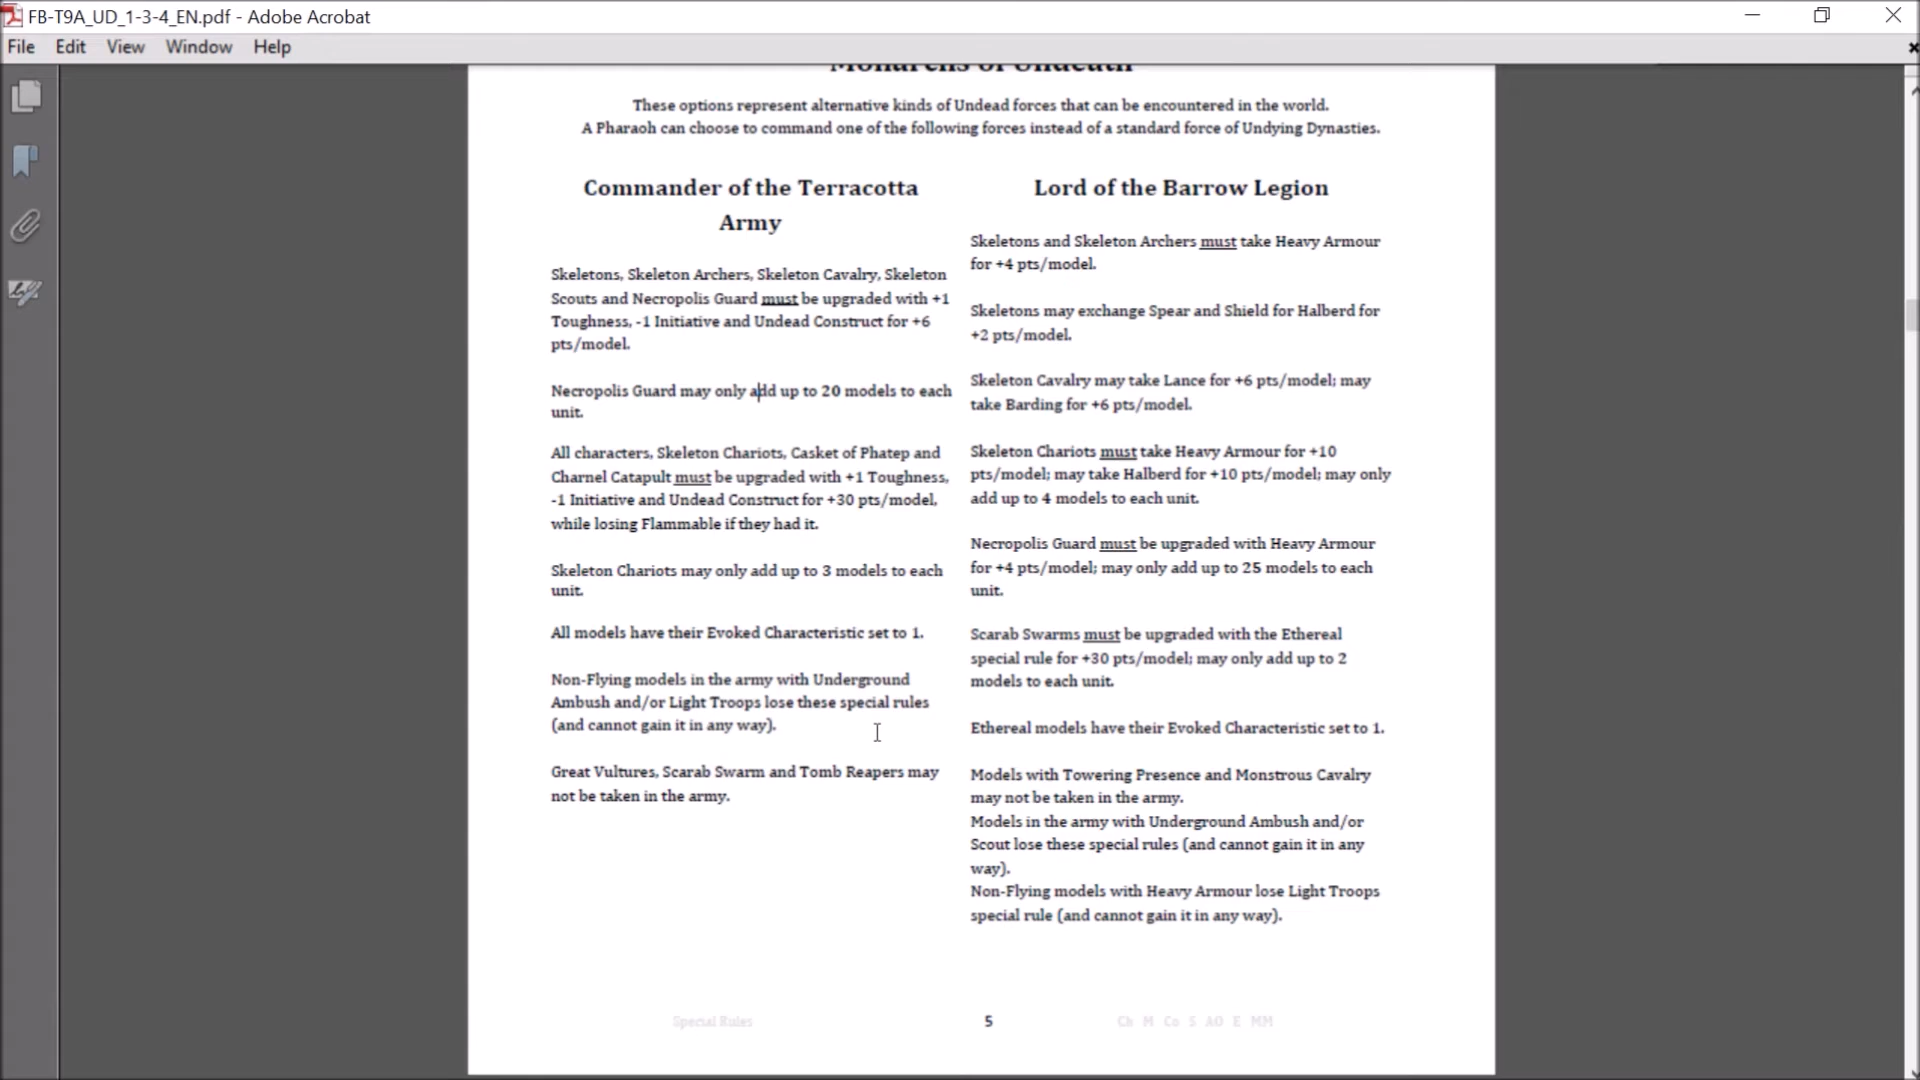 FB-T9A_UD_1-3-4_EN.pdf - Adobe Acrobat
File Edit View Window Help
Monarchs of Undeath
These options represent alternative kinds of Undead forces that can be encountered in the world.
A Pharaoh can choose to command one of the following forces instead of a standard force of Undying Dynasties.
Commander of the Terracotta
Army
Skeletons, Skeleton Archers, Skeleton Cavalry, Skeleton
Scouts and Necropolis Guard must be upgraded with +1
Toughness, -1 Initiative and Undead Construct for +6
pts/model.
Necropolis Guard may only add up to 20 models to each
unit.
All characters, Skeleton Chariots, Casket of Phatep and
Charnel Catapult must be upgraded with +1 Toughness,
-1 Initiative and Undead Construct for +30 pts/model,
while losing Flammable if they had it.
Skeleton Chariots may only add up to 3 models to each
unit.
All models have their Evoked Characteristic set to 1.
Non-Flying models in the army with Underground
Ambush and/or Light Troops lose these special rules
(and cannot gain it in any way).
Great Vultures, Scarab Swarm and Tomb Reapers may
not be taken in the army.
Lord of the Barrow Legion
Skeletons and Skeleton Archers must take Heavy Armour
for +4 pts/model.
Skeletons may exchange Spear and Shield for Halberd for
+2 pts/model.
Skeleton Cavalry may take Lance for +6 pts/model; may
take Barding for +6 pts/model.
Skeleton Chariots must take Heavy Armour for +10
pts/model; may take Halberd for +10 pts/model; may only
add up to 4 models to each unit.
Necropolis Guard must be upgraded with Heavy Armour
for +4 pts/model; may only add up to 25 models to each
unit.
Scarab Swarms must be upgraded with the Ethereal
special rule for +30 pts/model; may only add up to 2
models to each unit.
Ethereal models have their Evoked Characteristic set to 1.
Models with Towering Presence and Monstrous Cavalry
may not be taken in the army.
Models in the army with Underground Ambush and/or
Scout lose these special rules (and cannot gain it in any
way).
Non-Flying models with Heavy Armour lose Light Troops
special rule (and cannot gain it in any way).
Special Rules 5 Ch M Co S AO E MM